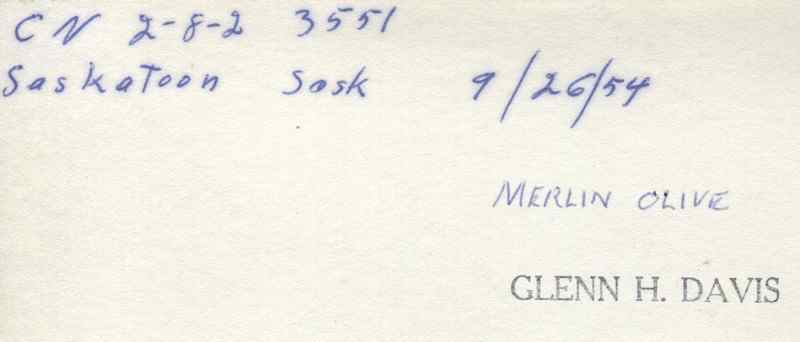 CN 2-8-2 3551
Saskatoon Sask 9/26/54
MERLIN OLIVE
GLENN H. DAVIS